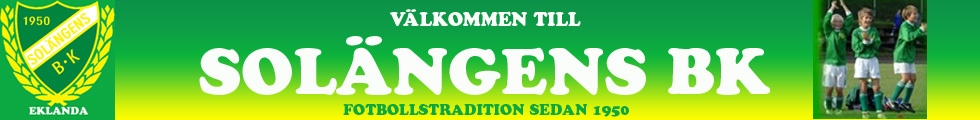 1950
SOLÄNGENS
B·K
EKLANDA
VÄLKOMMEN TILL
SOLÄNGENS BK
FOTBOLLSTRADITION SEDAN 1950